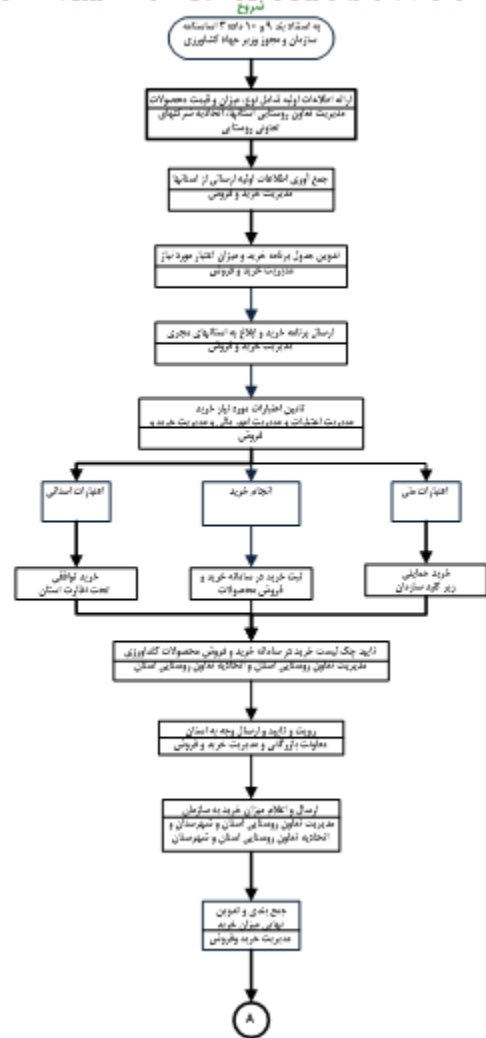 شروع
به استناد بند ۹ و ۱۰ ماده ۳ اساسنامه
سازمان و مجوز وزیر جهاد کشاورزی
ارائه اطلاعات اولیه شامل نوع، میزان و قیمت محصولات
مدیریت تعاون روستایی استانها، اتحادیه شرکتهای
تعاونی روستایی
جمع آوری اطلاعات اولیه ارسالی از استانها
مدیریت خرید و فروش
تدوین جدول برنامه خرید و میزان اعتبار مورد نیاز
مدیریت خرید و فروش
ارسال برنامه خرید و ابلاغ به استانهای مجری
مدیریت خرید و فروش
تامین اعتبارات مورد نیاز خرید
مدیریت اعتبارات و مدیریت امور مالی و مدیریت خرید و
فروش
اعتبارات ملی
انجام خرید
اعتبارات استانی
خرید حمایتی
زیر کلید سازمان
ثبت خرید در سامانه خرید و
فروش محصولات
خرید توافقی
تحت نظارت استان
تایید چک لیست خرید در سامانه خرید و فروش محصولات کشاورزی
مدیریت تعاون روستایی استان و اتحادیه تعاون روستایی استان
رویت و تایید و ارسال وجه به استان
معاونت بازرگانی و مدیریت خرید و فروش
ارسال و اعلام میزان خرید به سازمان
مدیریت تعاون روستایی استان و شهرستان و
اتحادیه تعاون روستایی استان و شهرستان
جمع بندی و تدوین
نهایی میزان خرید
مدیریت خرید وفروش
A